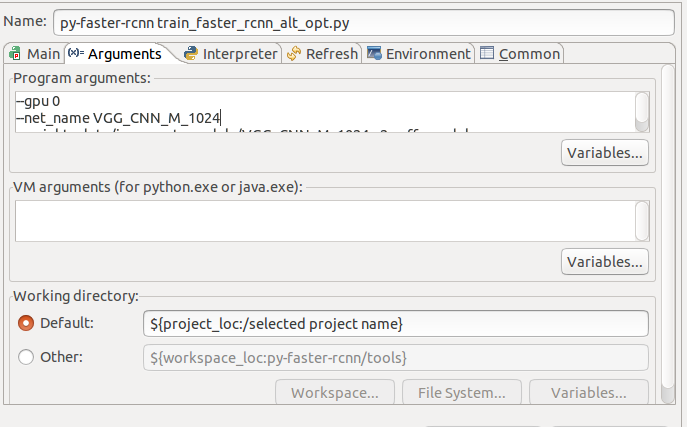 Name: py-faster-rcnn train_faster_rcnn_alt_opt.py
Main (x)= Arguments Interpreter Refresh Environment Common
Program arguments:
--gpu 0
--net_name VGG_CNN_M_1024
Variables...
VM arguments (for python.exe or java.exe):
Variables...
Working directory:
Default: ${project_loc:/selected project name}
Other: ${workspace_loc:py-faster-rcnn/tools}
Workspace... File System... Variables...